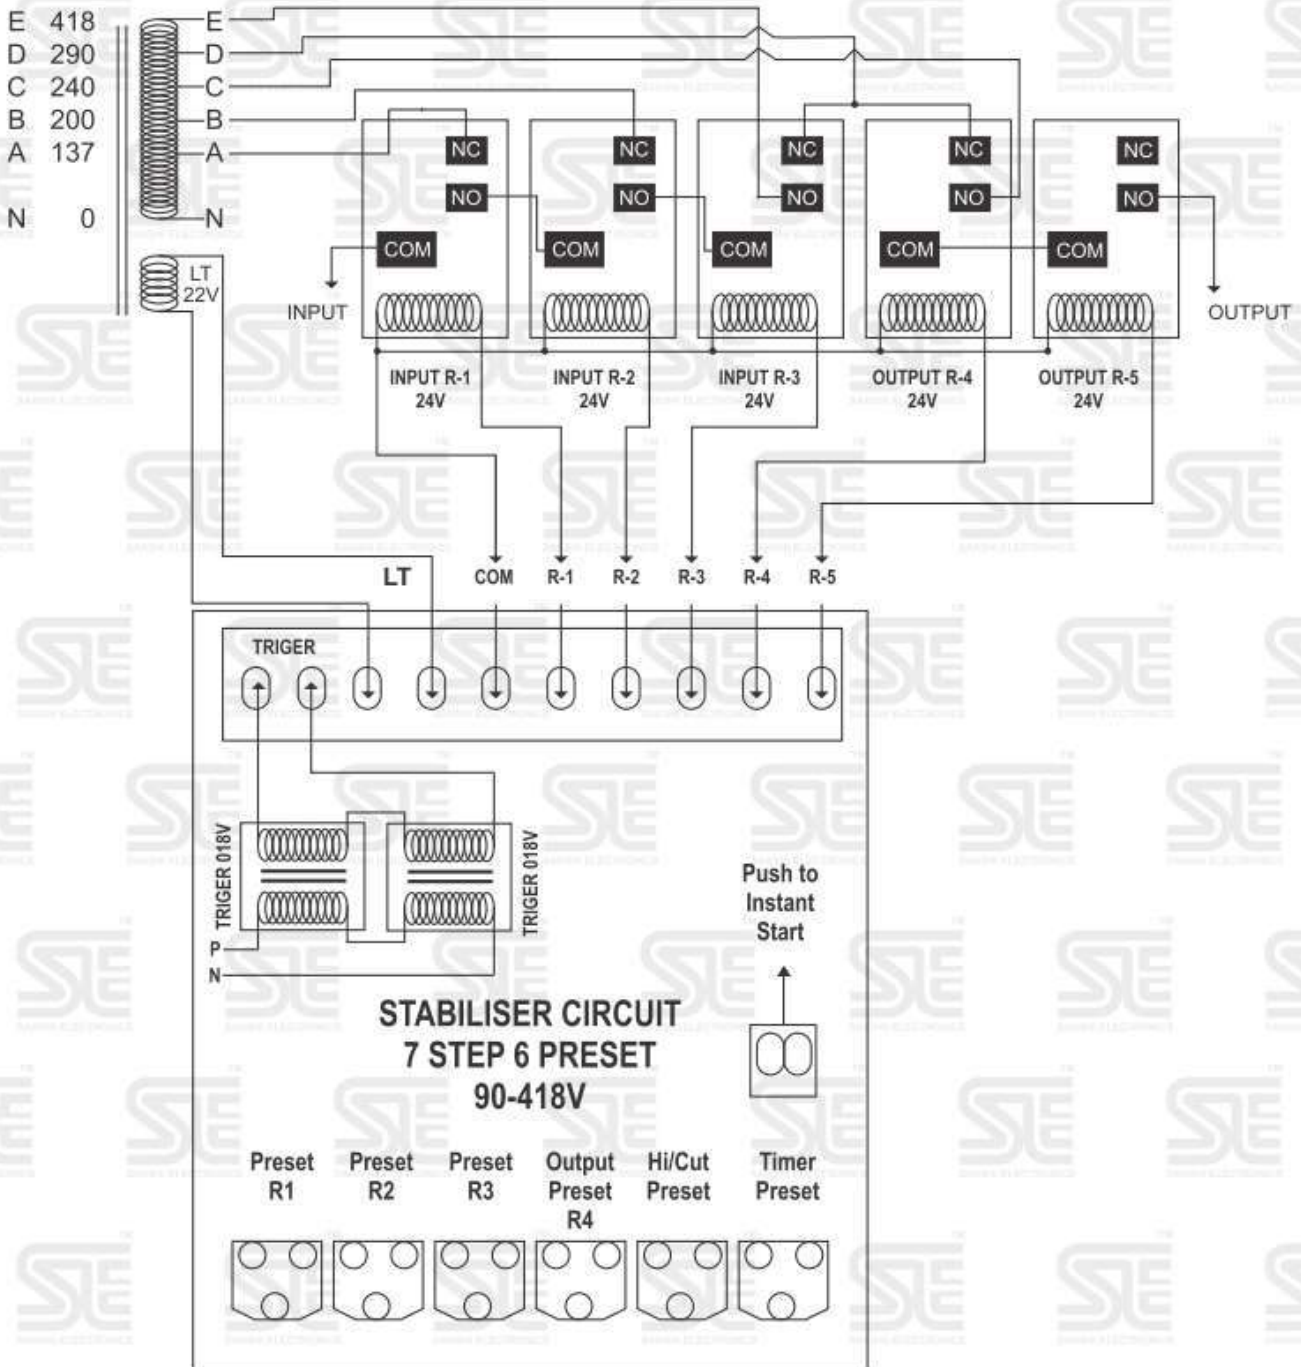 E 418 E
D 290 D
C 240 C
B 200 B
A 137 A
N 0 N
LT
22V
NC NC NC NC NC
NO NO NO NO NO
COM COM COM COM COM
INPUT
OUTPUT
INPUT R-1
24V
INPUT R-2
24V
INPUT R-3
24V
OUTPUT R-4
24V
OUTPUT R-5
24V
LT COM R-1 R-2 R-3 R-4 R-5
TRIGER
TRIGER 018V
TRIGER 018V
P
N
Push to
Instant
Start
STABILISER CIRCUIT
7 STEP 6 PRESET
90-418V
Preset
R1
Preset
R2
Preset
R3
Output
Preset
R4
Hi/Cut
Preset
Timer
Preset